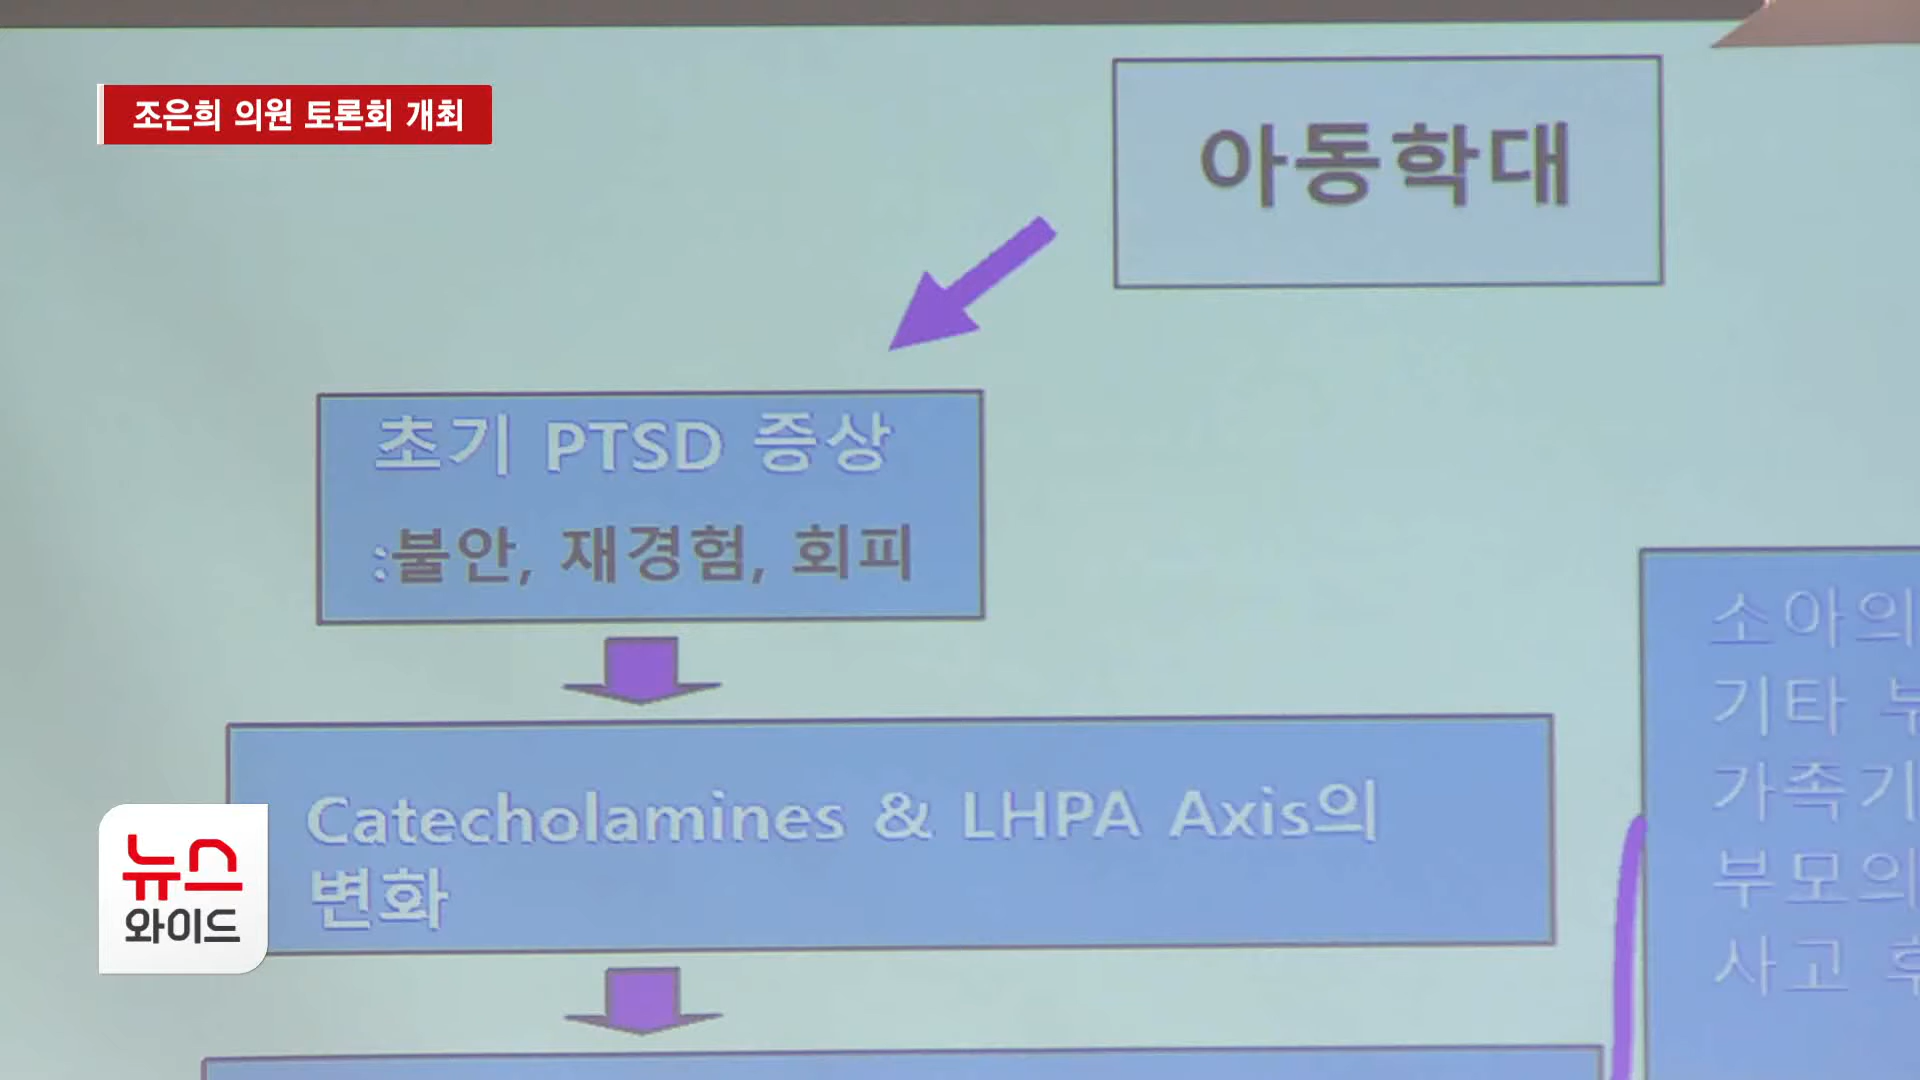 조은희 의원 토론회 개최
아동학대
초기 PTSD 증상
:불안, 재경험, 회피
Catecholamines & LHPA Axis의
변화
소아의
기타
가족기
부모의
사고
뉴스
와이드